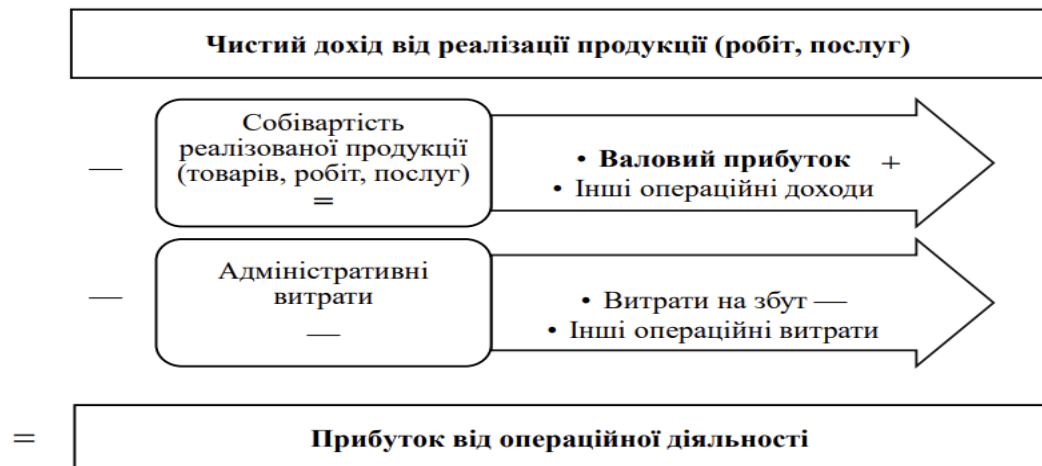 Чистий дохід від реалізації продукції (робіт, послуг)
— Собівартість
реалізованої продукції
(товарів, робіт, послуг)
=
• Валовий прибуток +
• Інші операційні доходи
— Адміністративні
витрати
—
• Витрати на збут —
• Інші операційні витрати
= Прибуток від операційної діяльності